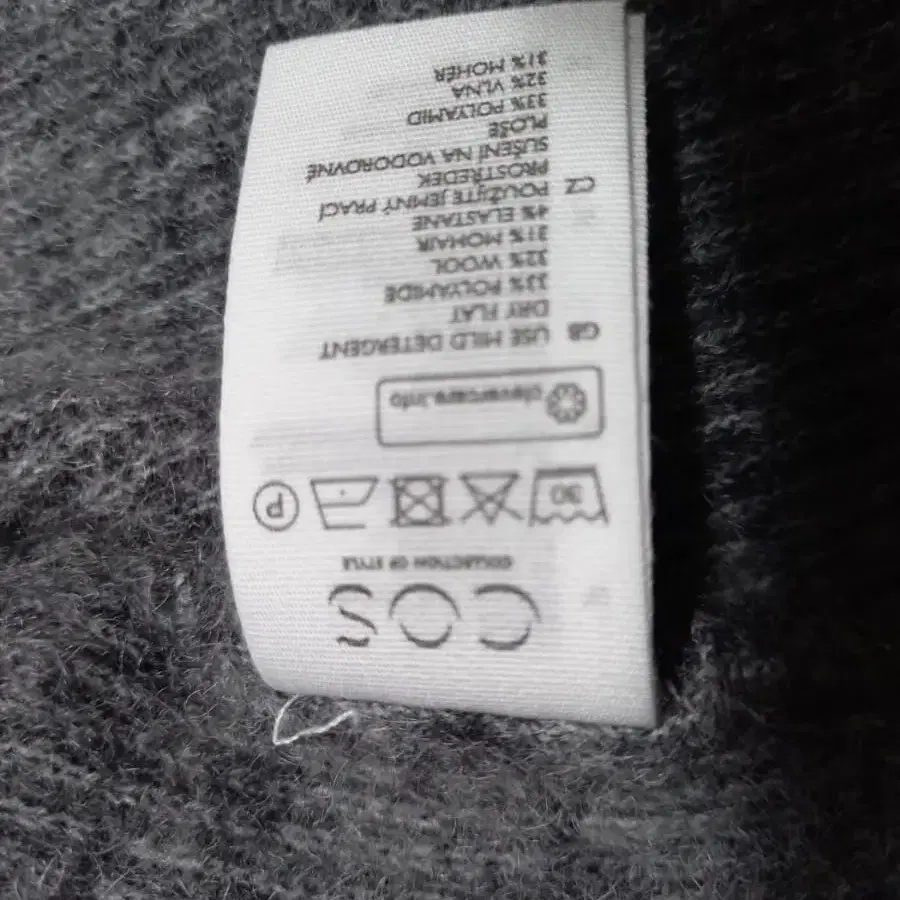 COS
COLLECTION OF STYLE
30 P
clevercare.info
GB USE MILD DETERGENT
DRY FLAT
33% POLYAMIDE
32% WOOL
31% MOHAIR
4% ELASTANE
CZ POUŽIJTE JEMNÝ PRACÍ
PROSTŘEDEK
SUŠENÍ NA VODOROVNÉ
PLOŠE
33% POLYAMID
32% VLNA
31% MOHÉR